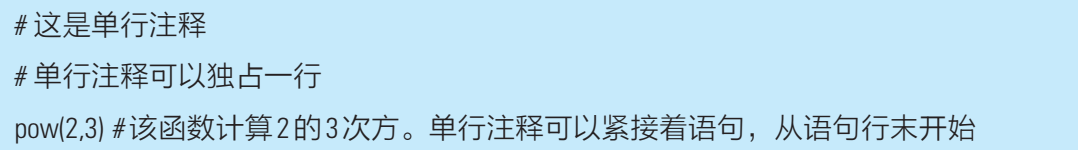 # 这是单行注释
# 单行注释可以独占一行
pow(2,3) #该函数计算2的3次方。单行注释可以紧接着语句，从语句行末开始